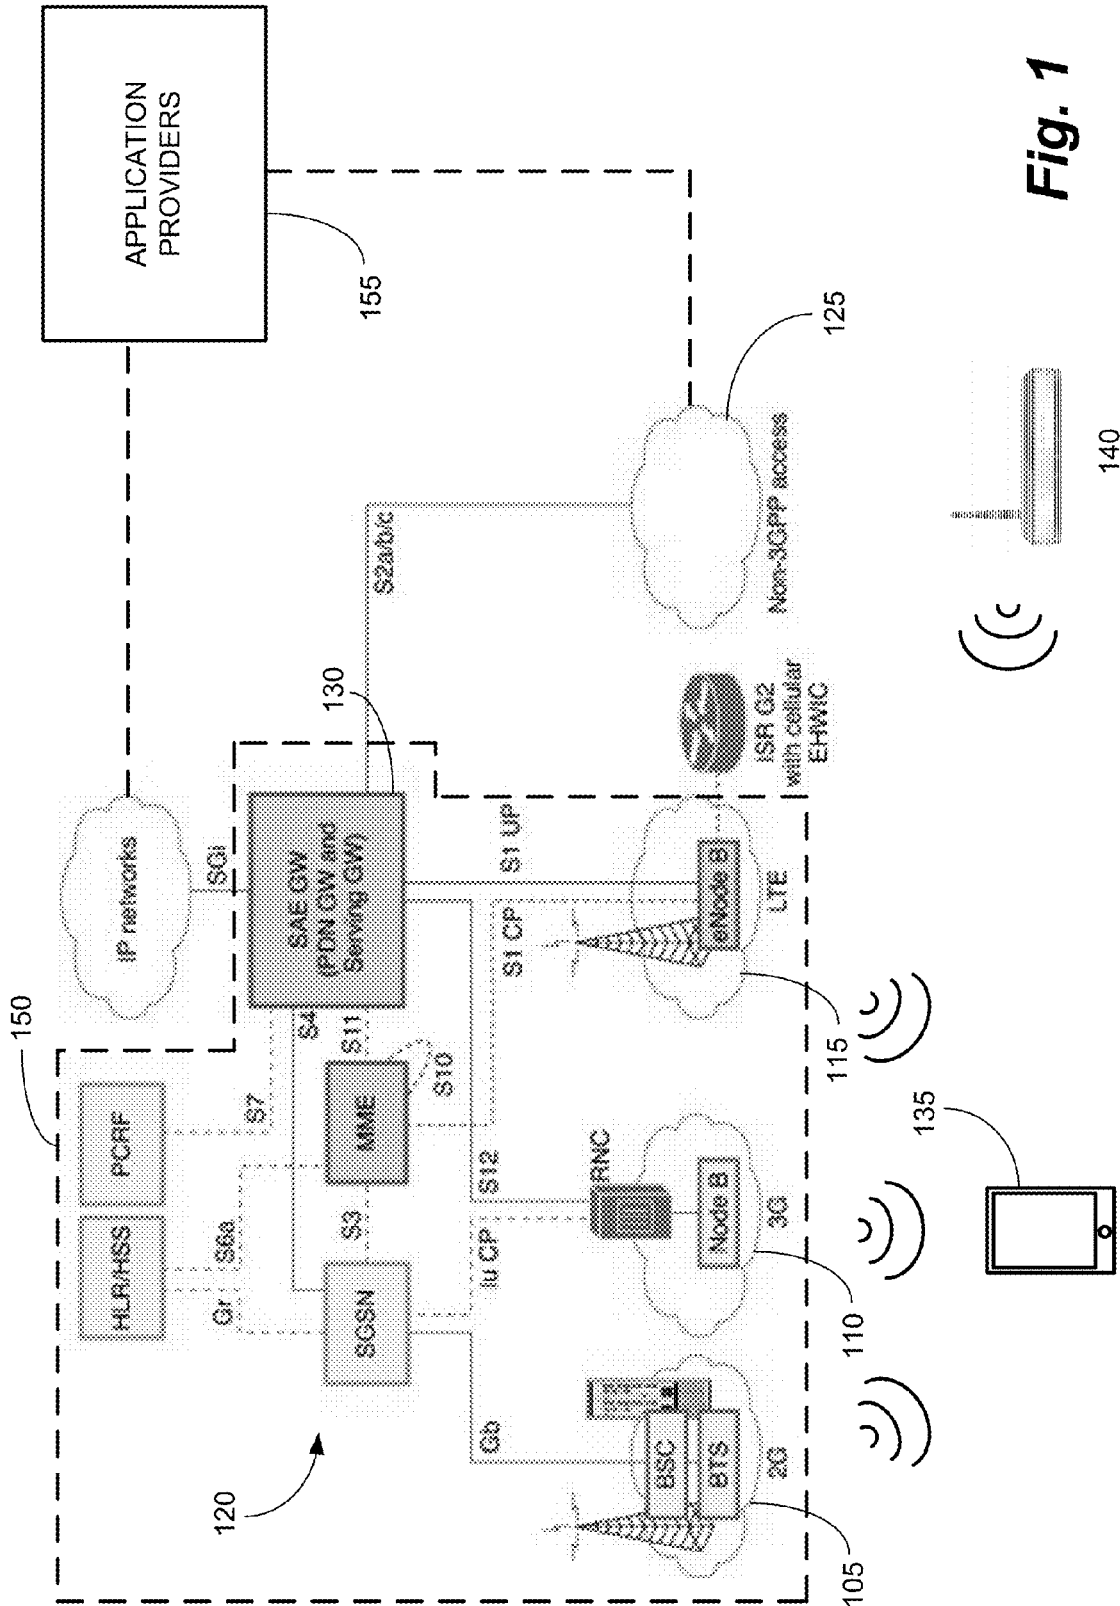 150
HLR/HSS
PCRF
IP networks
APPLICATION
PROVIDERS
155
120
Gr
S6a
S7
SGi
SGSN
S3
MME
S4
S11
S10
SAE GW
(PDN GW and
Serving GW)
130
S2a/b/c
Gb
Iu CP
S12
S1 CP
S1 UP
BSC
BTS
2G
105
RNC
Node B
3G
110
eNode B
LTE
115
ISR G2
with cellular
EHWIC
Non-3GPP access
125
135
140
Fig. 1